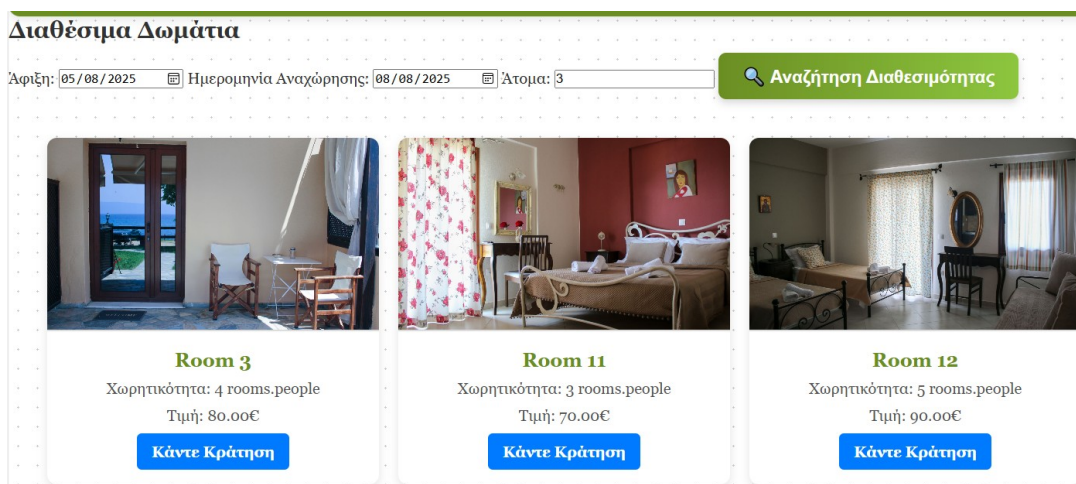 Διαθέσιμα Δωμάτια
Άφιξη: 05/08/2025 Ημερομηνία Αναχώρησης: 08/08/2025 Άτομα: 3 Αναζήτηση Διαθεσιμότητας
Room 3
Χωρητικότητα: 4 rooms.people
Τιμή: 80.00€
Κάντε Κράτηση
Room 11
Χωρητικότητα: 3 rooms.people
Τιμή: 70.00€
Κάντε Κράτηση
Room 12
Χωρητικότητα: 5 rooms.people
Τιμή: 90.00€
Κάντε Κράτηση